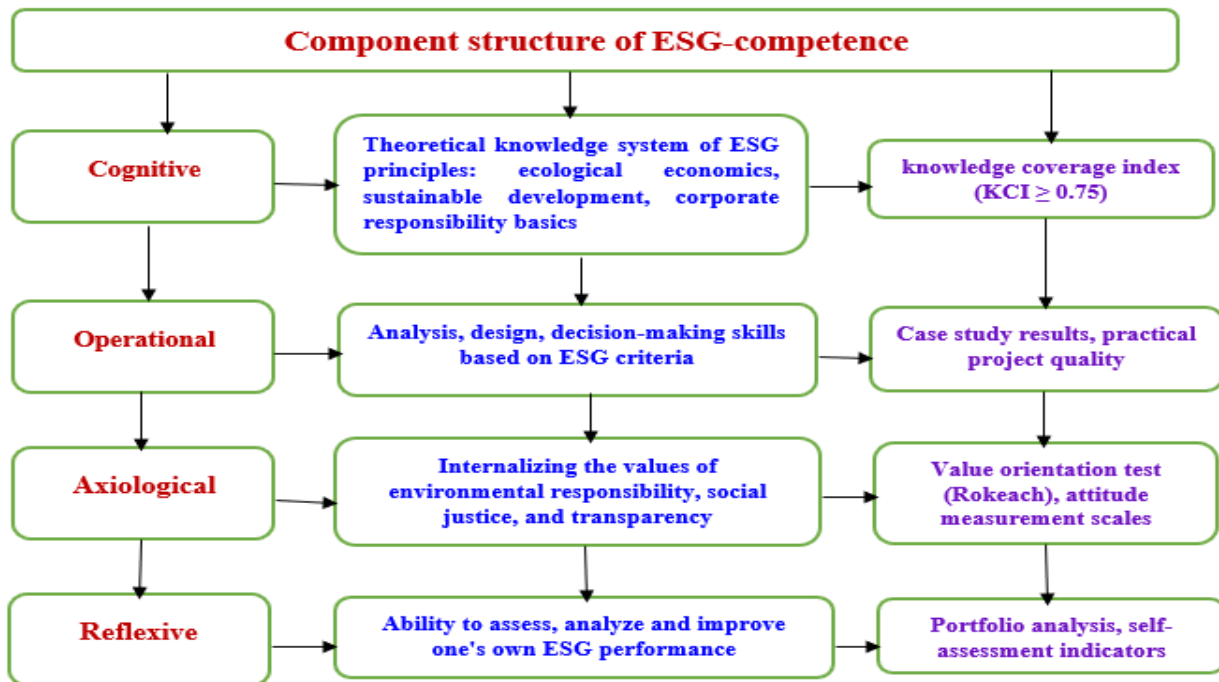 Component structure of ESG-competence
Cognitive
Theoretical knowledge system of ESG
principles: ecological economics,
sustainable development, corporate
responsibility basics
knowledge coverage index
(KCI ≥ 0.75)
Operational
Analysis, design, decision-making skills
based on ESG criteria
Case study results, practical
project quality
Axiological
Internalizing the values of
environmental responsibility, social
justice, and transparency
Value orientation test
(Rokeach), attitude
measurement scales
Reflexive
Ability to assess, analyze and improve
one's own ESG performance
Portfolio analysis, self-
assessment indicators